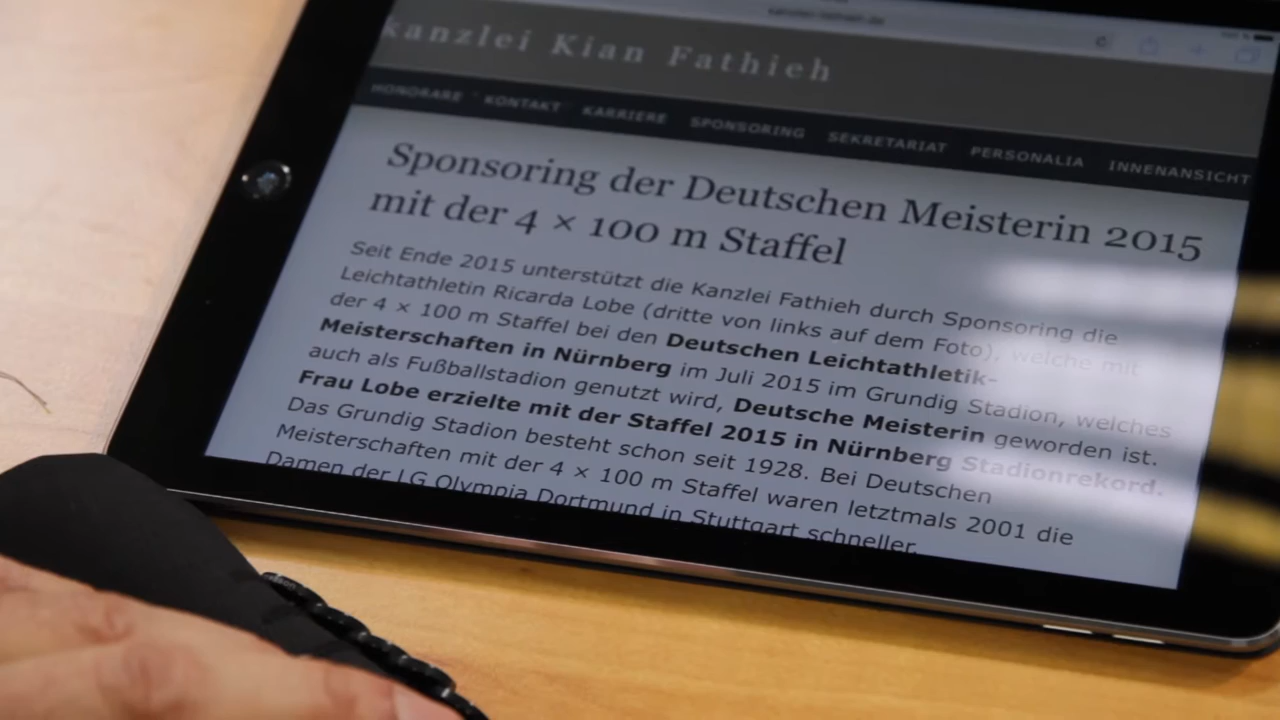 kanzlei Kian Fathieh
HONORARE KONTAKT KARRIERE SPONSORING SEKRETARIAT PERSONALIA INNENANSICHT
Sponsoring der Deutschen Meisterin 2015
mit der 4 × 100 m Staffel
Seit Ende 2015 unterstützt die Kanzlei Fathieh durch Sponsoring die
Leichtathletin Ricarda Lobe (dritte von links auf dem Foto), welche mit
der 4 × 100 m Staffel bei den Deutschen Leichtathletik-
Meisterschaften in Nürnberg im Juli 2015 im Grundig Stadion, welches
auch als Fußballstadion genutzt wird, Deutsche Meisterin geworden ist.
Frau Lobe erzielte mit der Staffel 2015 in Nürnberg Stadionrekord.
Das Grundig Stadion besteht schon seit 1928. Bei Deutschen
Meisterschaften mit der 4 × 100 m Staffel waren letztmals 2001 die
Damen der LG Olympia Dortmund in Stuttgart schneller.